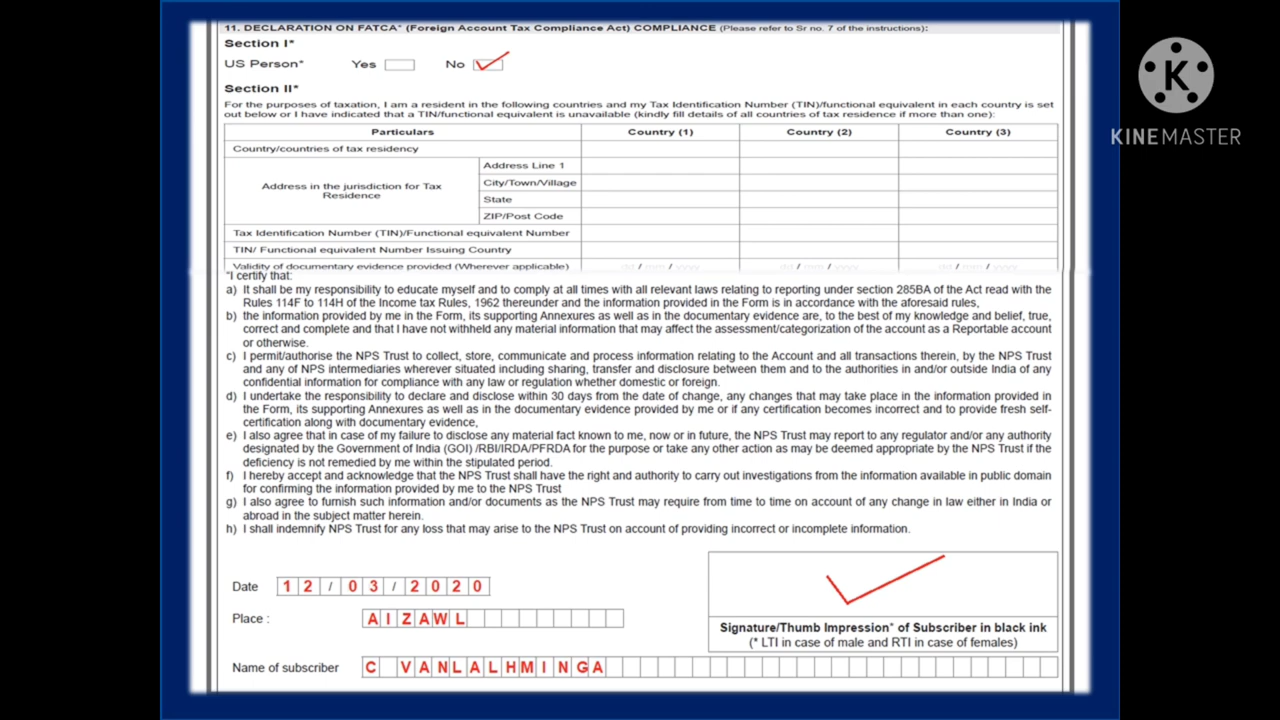 11. DECLARATION ON FATCA* (Foreign Account Tax Compliance Act) COMPLIANCE (Please refer to Sr no. 7 of the instructions):
Section I*
US Person* Yes No
Section II*
For the purposes of taxation, I am a resident in the following countries and my Tax Identification Number (TIN)/functional equivalent in each country is set
out below or I have indicated that a TIN/functional equivalent is unavailable (kindly fill details of all countries of tax residence if more than one):
Particulars Country (1) Country (2) Country (3)
Country/countries of tax residency
Address in the jurisdiction for Tax
Residence
Address Line 1
City/Town/Village
State
ZIP/Post Code
Tax Identification Number (TIN)/Functional equivalent Number
TIN/ Functional equivalent Number Issuing Country
Validity of documentary evidence provided (Wherever applicable) dd / mm / yyyy dd / mm / yyyy dd / mm / yyyy
*I certify that:
a) It shall be my responsibility to educate myself and to comply at all times with all relevant laws relating to reporting under section 285BA of the Act read with the
Rules 114F to 114H of the Income tax Rules, 1962 thereunder and the information provided in the Form is in accordance with the aforesaid rules,
b) the information provided by me in the Form, its supporting Annexures as well as in the documentary evidence are, to the best of my knowledge and belief, true,
correct and complete and that I have not withheld any material information that may affect the assessment/categorization of the account as a Reportable account
or otherwise.
c) I permit/authorise the NPS Trust to collect, store, communicate and process information relating to the Account and all transactions therein, by the NPS Trust
and any of NPS intermediaries wherever situated including sharing, transfer and disclosure between them and to the authorities in and/or outside India of any
confidential information for compliance with any law or regulation whether domestic or foreign.
d) I undertake the responsibility to declare and disclose within 30 days from the date of change, any changes that may take place in the information provided in
the Form, its supporting Annexures as well as in the documentary evidence provided by me or if any certification becomes incorrect and to provide fresh self-
certification along with documentary evidence,
e) I also agree that in case of my failure to disclose any material fact known to me, now or in future, the NPS Trust may report to any regulator and/or any authority
designated by the Government of India (GOI) /RBI/IRDA/PFRDA for the purpose or take any other action as may be deemed appropriate by the NPS Trust if the
deficiency is not remedied by me within the stipulated period.
f) I hereby accept and acknowledge that the NPS Trust shall have the right and authority to carry out investigations from the information available in public domain
for confirming the information provided by me to the NPS Trust
g) I also agree to furnish such information and/or documents as the NPS Trust may require from time to time on account of any change in law either in India or
abroad in the subject matter herein.
h) I shall indemnify NPS Trust for any loss that may arise to the NPS Trust on account of providing incorrect or incomplete information.
Date 12/03/2020
Place : AIZAWL
Signature/Thumb Impression* of Subscriber in black ink
(* LTI in case of male and RTI in case of females)
Name of subscriber C VANLALHMINGA
K
KINEMASTER